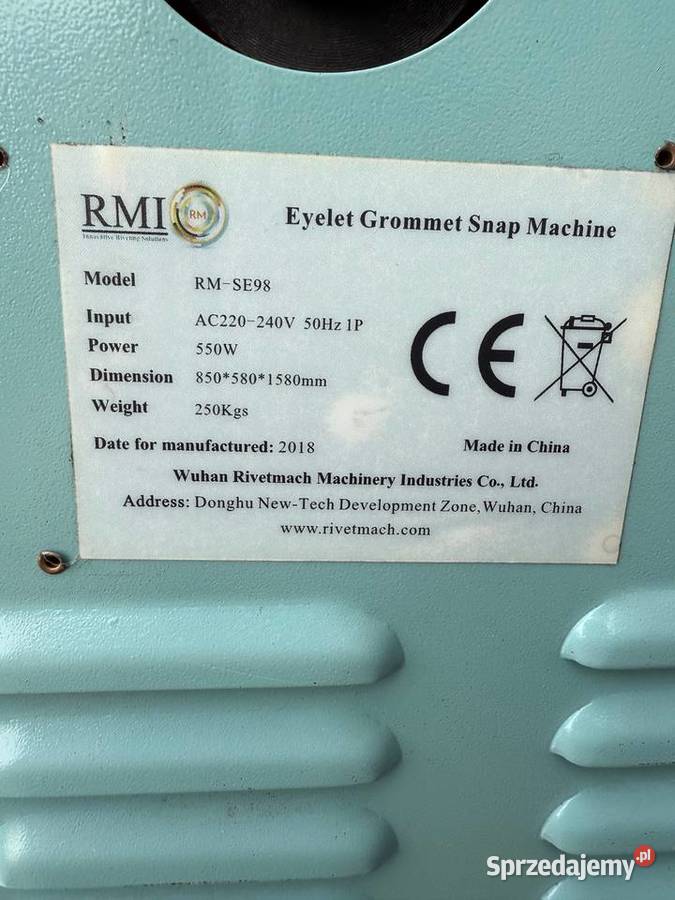 RMI RM
Innovative Riveting Solutions
Eyelet Grommet Snap Machine
Model RM-SE98
Input AC220-240V 50Hz 1P
Power 550W
Dimension 850*580*1580mm
Weight 250Kgs
CE
Date for manufactured: 2018 Made in China
Wuhan Rivetmach Machinery Industries Co., Ltd.
Address: Donghu New-Tech Development Zone, Wuhan, China
www.rivetmach.com
Sprzedajemy.pl